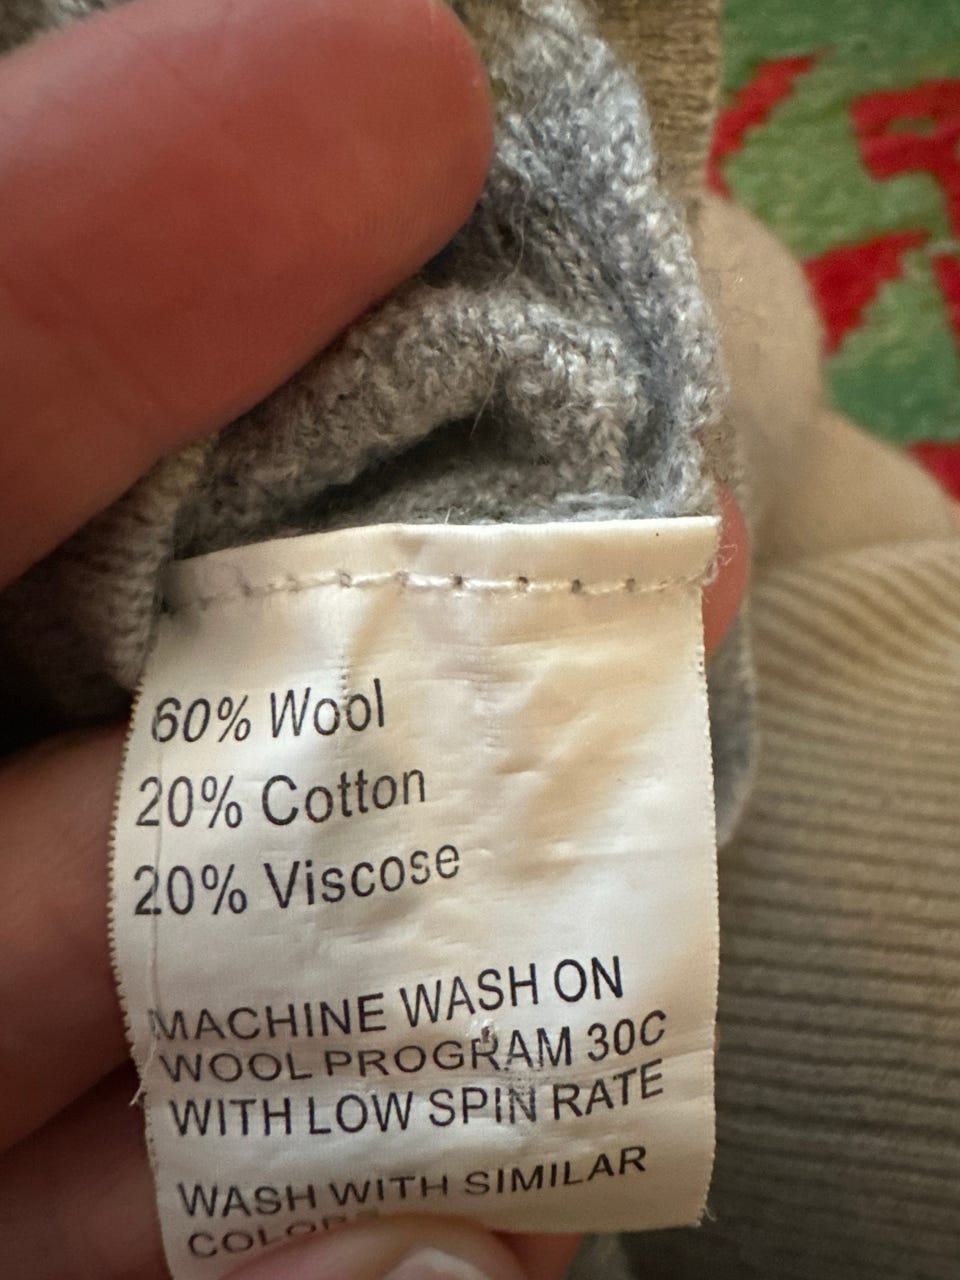 60% Wool
20% Cotton
20% Viscose
MACHINE WASH ON
WOOL PROGRAM 30C
WITH LOW SPIN RATE
WASH WITH SIMILAR
COLORS